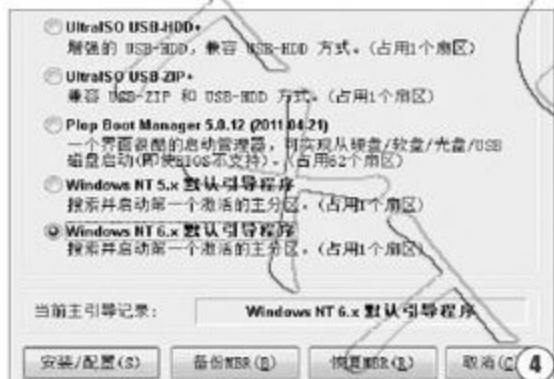 UltraISO USB-HDD+
增强的 USB-HDD，兼容 USB-HDD 方式。(占用1个扇区)
UltraISO USB-ZIP+
兼容 USB-ZIP 和 USB-HDD 方式。(占用1个扇区)
Plop Boot Manager 5.0.12 (2011-04-21)
一个界面很酷的启动管理器，可实现从硬盘/软盘/光盘/USB
磁盘启动(即使BIOS不支持)。(占用62个扇区)
Windows NT 5.x 默认引导程序
搜索并启动第一个激活的主分区。(占用1个扇区)
Windows NT 6.x 默认引导程序
搜索并启动第一个激活的主分区。(占用1个扇区)
当前主引导记录：
Windows NT 6.x 默认引导程序
安装/配置(S) 备份MBR(B) 恢复MBR(R) 取消(C) 4